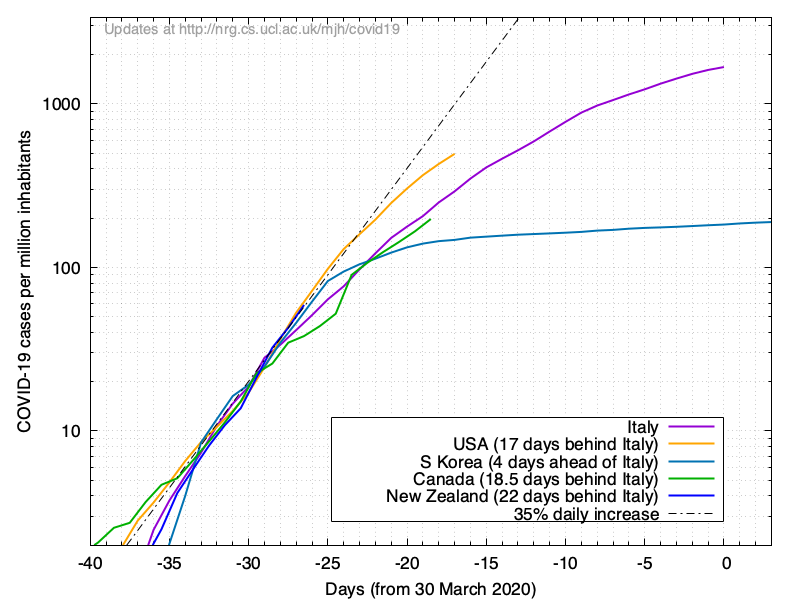 Updates at http://nrg.cs.ucl.ac.uk/mjh/covid19
COVID-19 cases per million inhabitants
1000
100
10
Italy
USA (17 days behind Italy)
S Korea (4 days ahead of Italy)
Canada (18.5 days behind Italy)
New Zealand (22 days behind Italy)
35% daily increase
-40 -35 -30 -25 -20 -15 -10 -5 0
Days (from 30 March 2020)